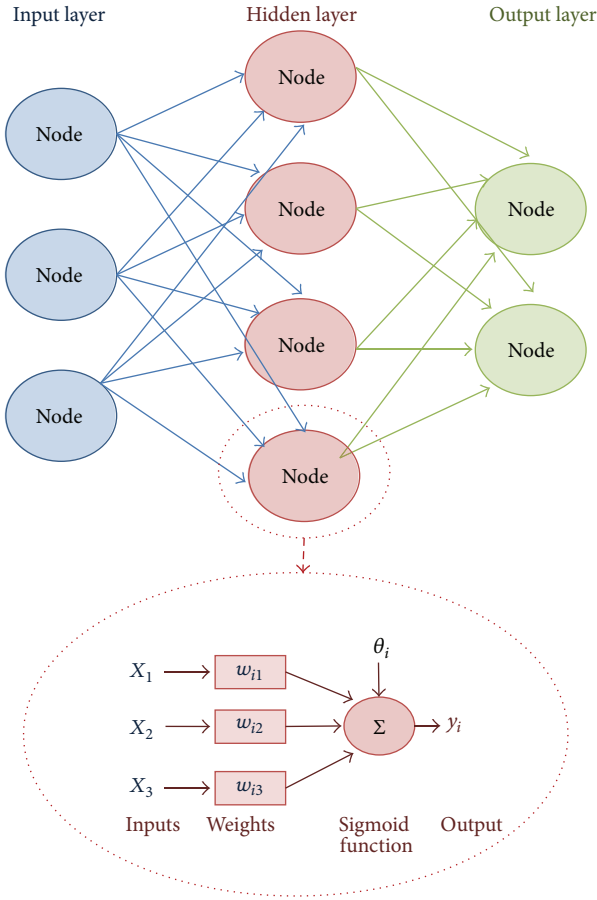 Input layer Hidden layer Output layer
Node
Node
Node
Node
Node
Node
Node
Node
Node
θi
X1 wi1
X2 wi2 Σ yi
X3 wi3
Inputs Weights Sigmoid function Output